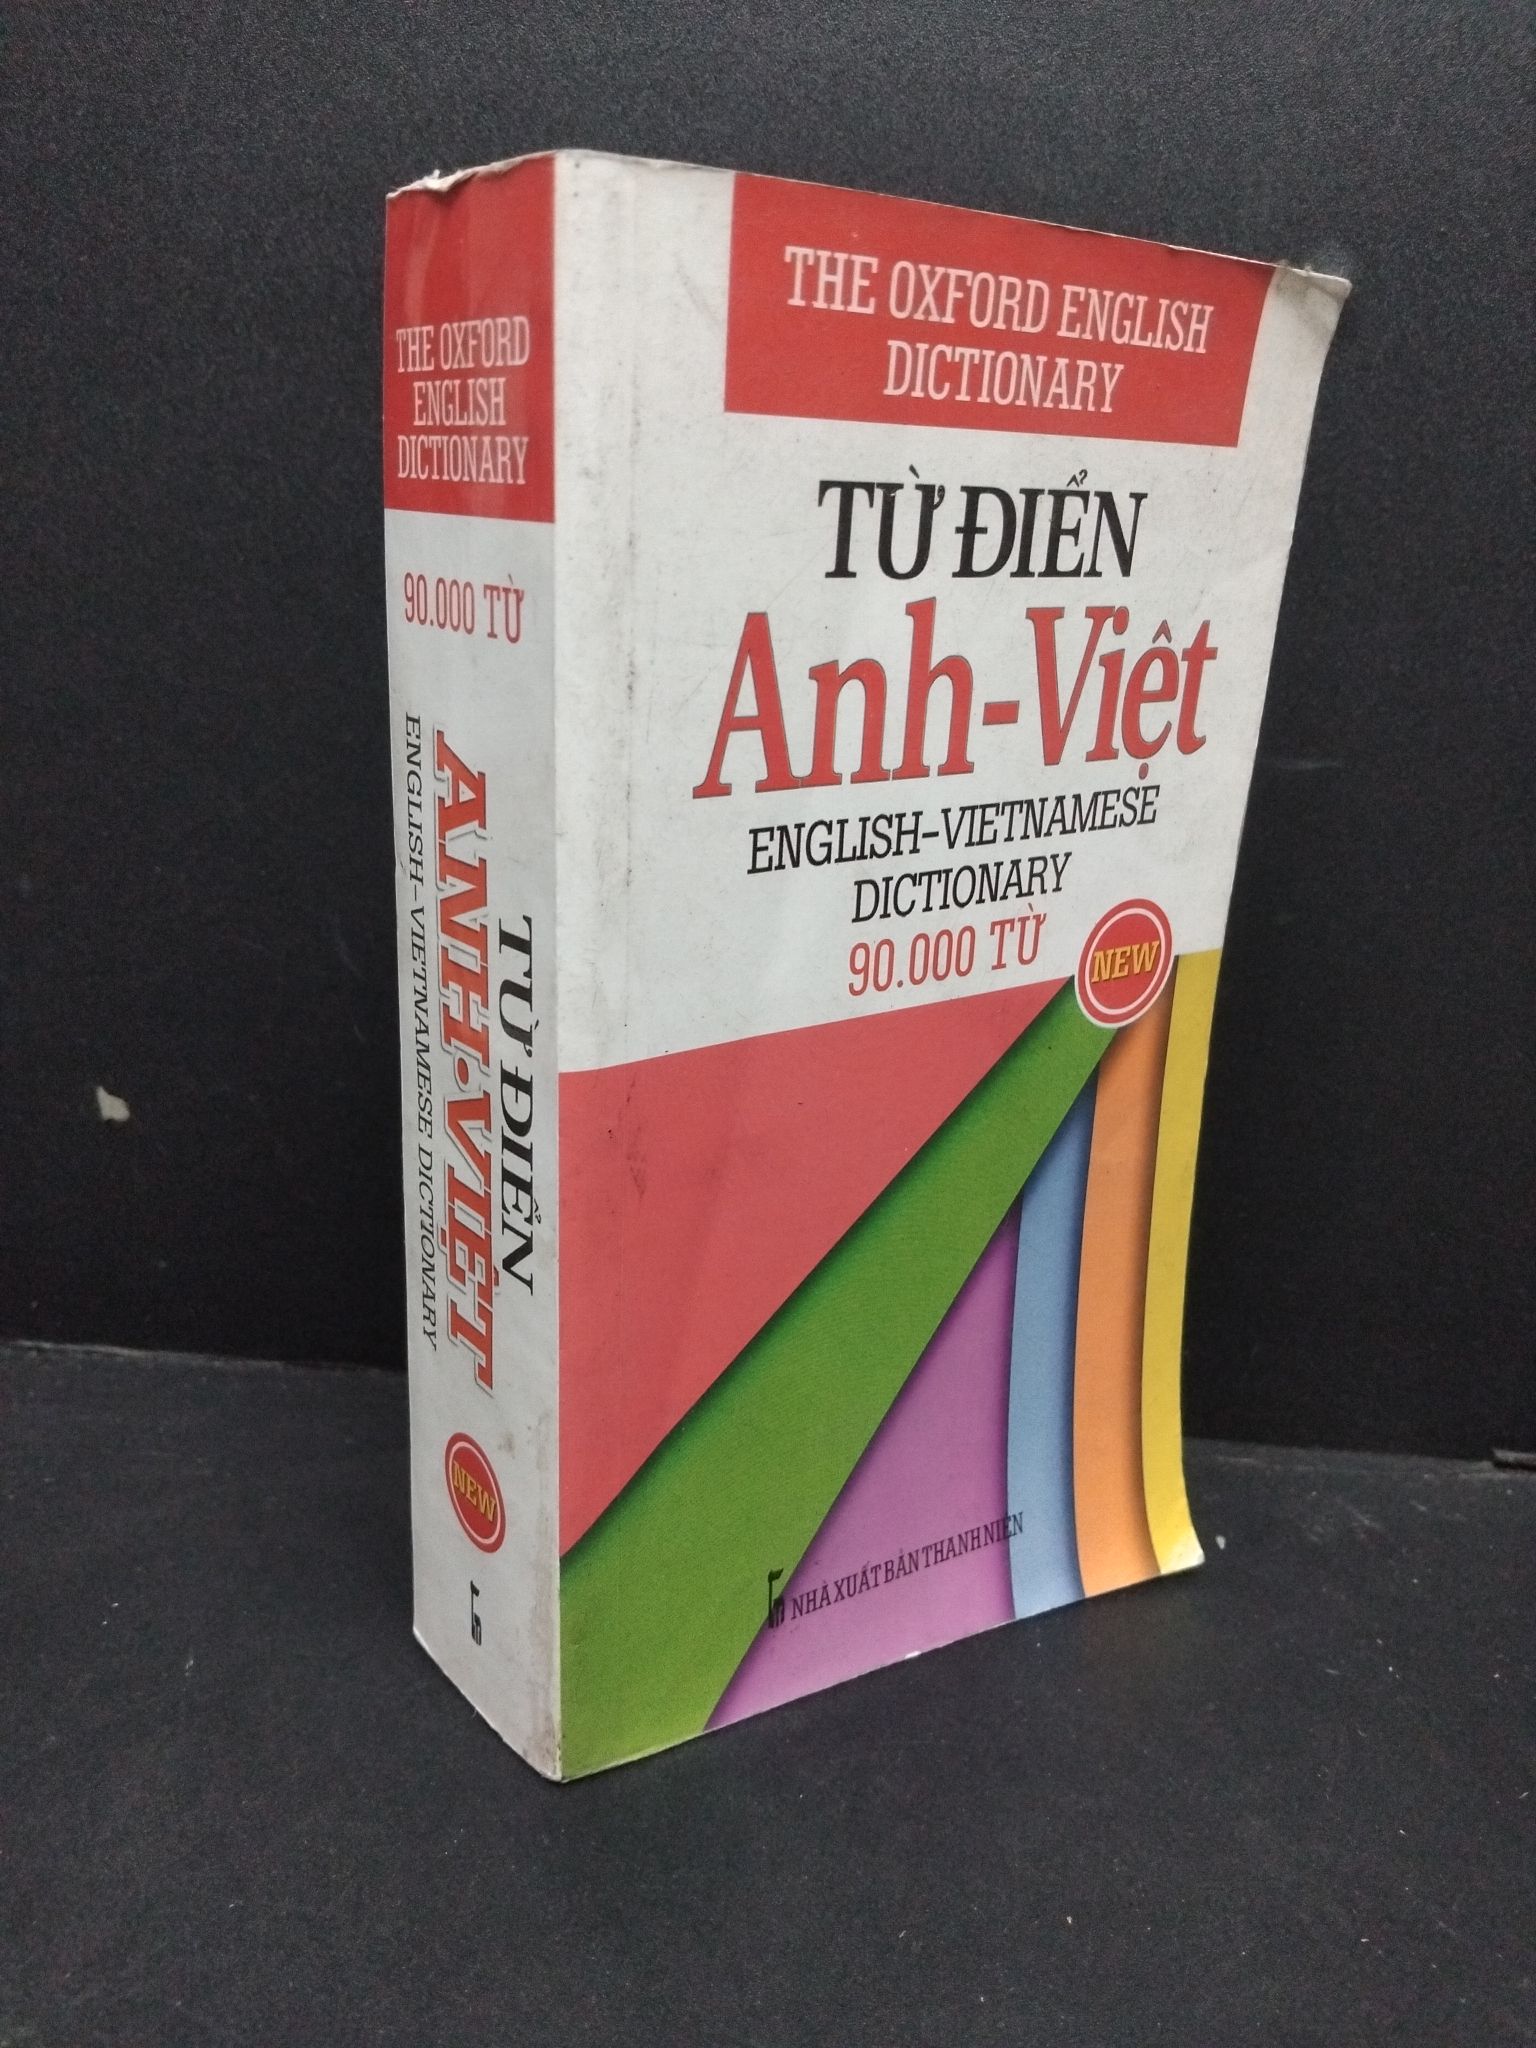 THE OXFORD
ENGLISH
DICTIONARY
90.000 TỪ
TỪ ĐIỂN
ANH·VIỆT
ENGLISH-VIETNAMESE DICTIONARY
NEW
THE OXFORD ENGLISH
DICTIONARY
TỪ ĐIỂN
Anh-Việt
ENGLISH-VIETNAMESE
DICTIONARY
90.000 TỪ
NEW
NHÀ XUẤT BẢN THANH NIÊN